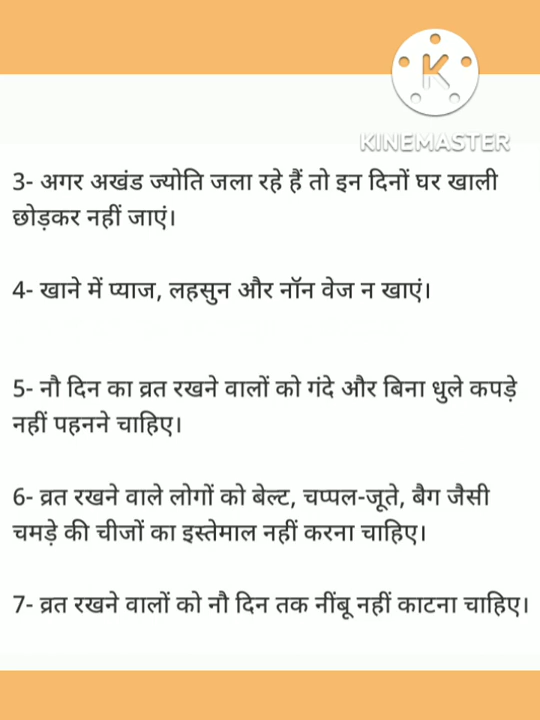 K
KINEMASTER
3- अगर अखंड ज्योति जला रहे हैं तो इन दिनों घर खाली
छोड़कर नहीं जाएं।
4- खाने में प्याज, लहसुन और नॉन वेज न खाएं।
5- नौ दिन का व्रत रखने वालों को गंदे और बिना धुले कपड़े
नहीं पहनने चाहिए।
6- व्रत रखने वाले लोगों को बेल्ट, चप्पल-जूते, बैग जैसी
चमड़े की चीजों का इस्तेमाल नहीं करना चाहिए।
7- व्रत रखने वालों को नौ दिन तक नींबू नहीं काटना चाहिए।